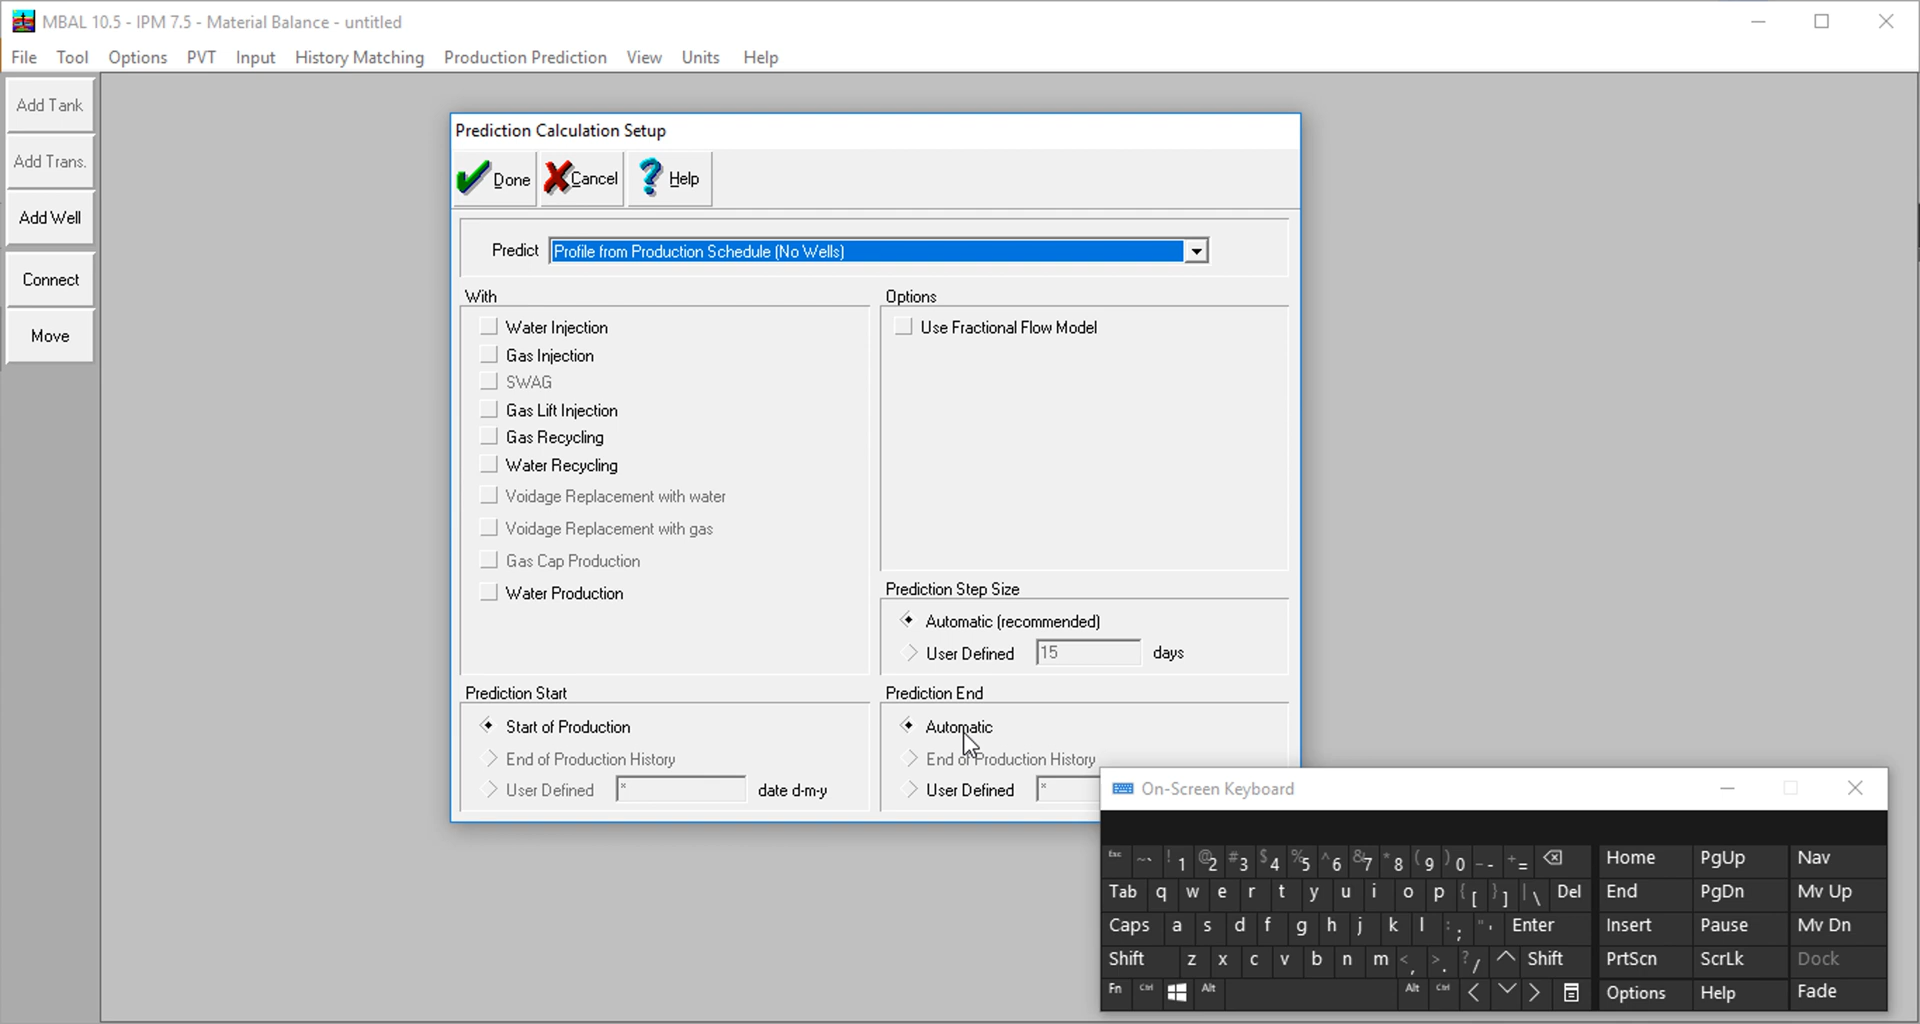 MBAL 10.5 - IPM 7.5 - Material Balance - untitled
File Tool Options PVT Input History Matching Production Prediction View Units Help
Add Tank
Add Trans.
Add Well
Connect
Move
Prediction Calculation Setup
Done Cancel Help
Predict Profile from Production Schedule (No Wells)
With
Water Injection
Gas Injection
SWAG
Gas Lift Injection
Gas Recycling
Water Recycling
Voidage Replacement with water
Voidage Replacement with gas
Gas Cap Production
Water Production
Options
Use Fractional Flow Model
Prediction Step Size
Automatic (recommended)
User Defined 15 days
Prediction Start
Start of Production
End of Production History
User Defined * date d-m-y
Prediction End
Automatic
End of Production History
User Defined *
On-Screen Keyboard
Esc ~` !1 @2 #3 $4 %5 ^6 &7 *8 (9 )0 _- += Home PgUp Nav
Tab q w e r t y u i o p {[ }] |\ Del End PgDn Mv Up
Caps a s d f g h j k l :; "' Enter Insert Pause Mv Dn
Shift z x c v b n m <, >. ?/ Shift PrtScn ScrLk Dock
Fn Ctrl Alt Alt Ctrl Options Help Fade